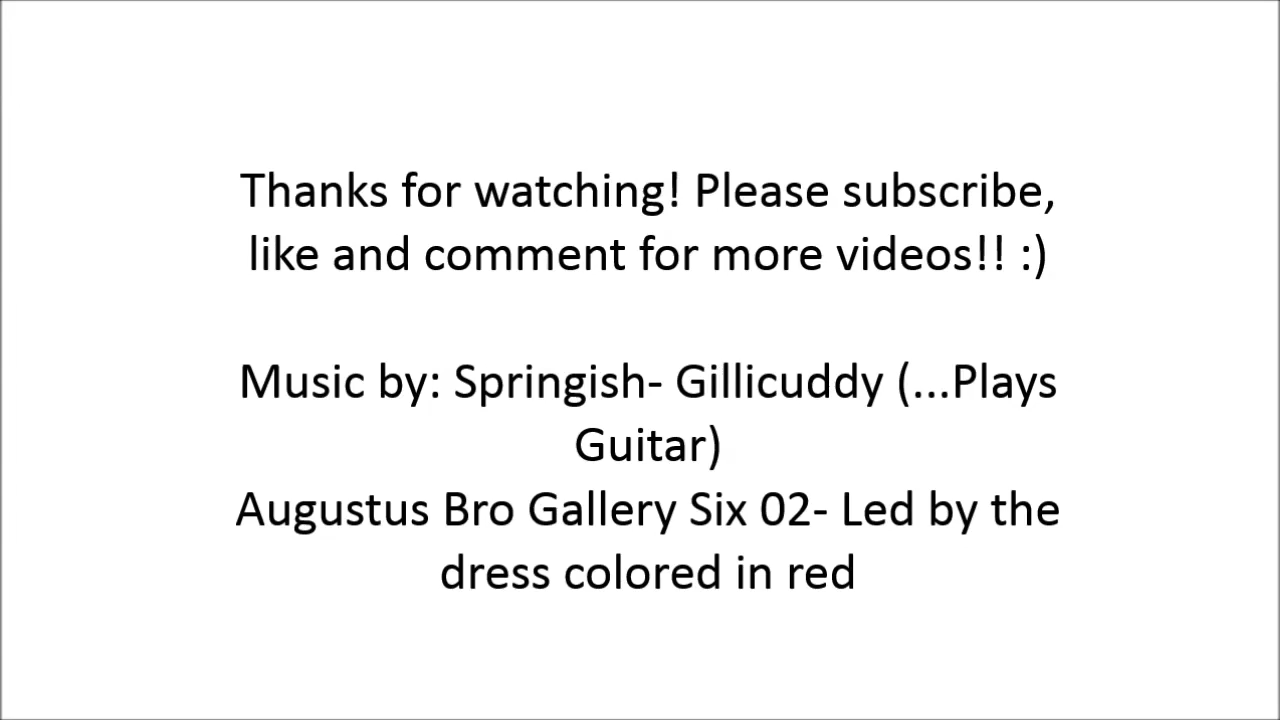 Thanks for watching! Please subscribe,
like and comment for more videos!! :)
Music by: Springish- Gillicuddy (...Plays
Guitar)
Augustus Bro Gallery Six 02- Led by the
dress colored in red